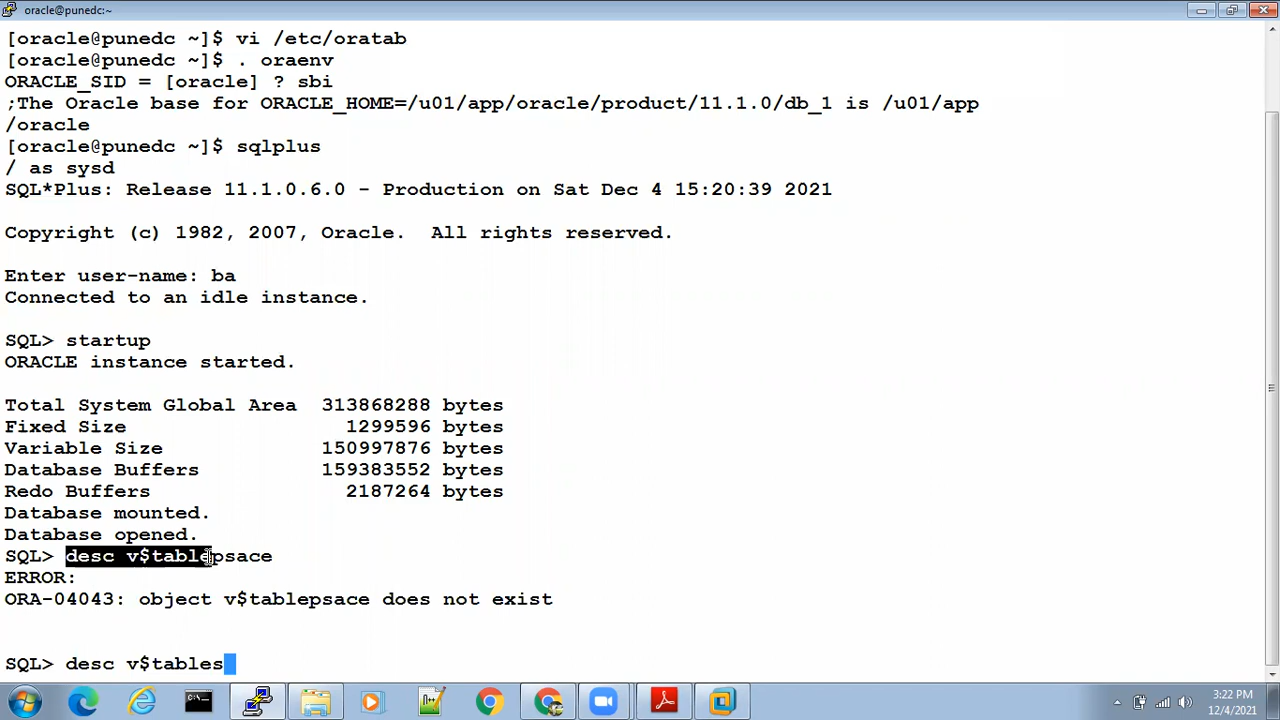 oracle@punedc:~
[oracle@punedc ~]$ vi /etc/oratab
[oracle@punedc ~]$ . oraenv
ORACLE_SID = [oracle] ? sbi
;The Oracle base for ORACLE_HOME=/u01/app/oracle/product/11.1.0/db_1 is /u01/app
/oracle
[oracle@punedc ~]$ sqlplus
/ as sysd
SQL*Plus: Release 11.1.0.6.0 - Production on Sat Dec 4 15:20:39 2021
Copyright (c) 1982, 2007, Oracle.  All rights reserved.
Enter user-name: ba
Connected to an idle instance.
SQL> startup
ORACLE instance started.
Total System Global Area  313868288 bytes
Fixed Size                  1299596 bytes
Variable Size             150997876 bytes
Database Buffers          159383552 bytes
Redo Buffers                2187264 bytes
Database mounted.
Database opened.
SQL> desc v$tablepsace
ERROR:
ORA-04043: object v$tablepsace does not exist
SQL> desc v$tables
3:22 PM
12/4/2021